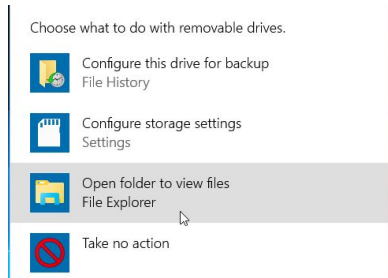 Choose what to do with removable drives.
Configure this drive for backup
File History
Configure storage settings
Settings
Open folder to view files
File Explorer
Take no action